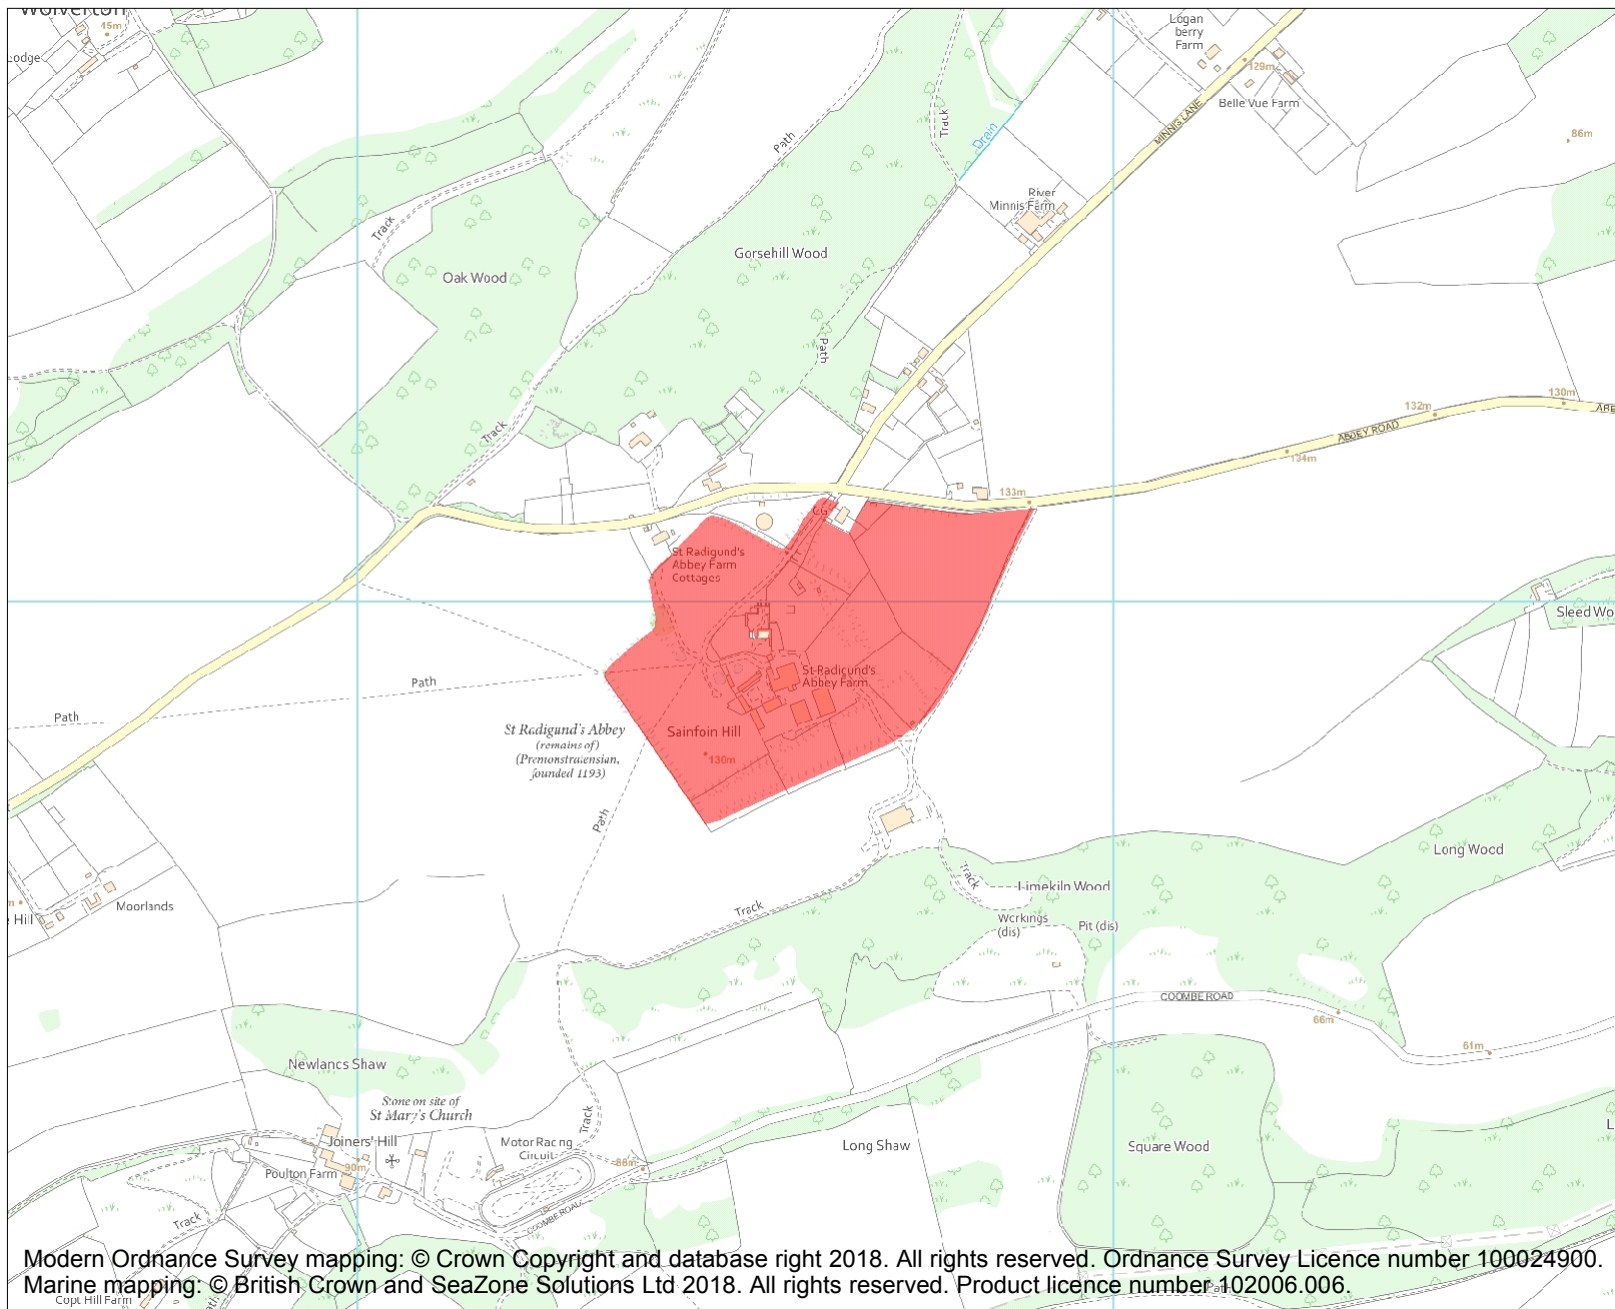 Wolverton
45m
Logan
berry
Farm
129m
Belle Vue Farm
MINNIS LANE
86m
Track
Drain
Path
River
Minnis Farm
Track
Gorsehill Wood
Oak Wood
Path
130m
132m
ABBEY ROAD
134m
Track
133m
CG
St Radigund's
Abbey Farm
Cottages
Sleed Wo
Path
St Radigund's
Abbey Farm
Path
St Radigund's Abbey
(remains of)
(Premonstratensian,
founded 1193)
Sainfoin Hill
130m
Path
Long Wood
Track
Limekiln Wood
Moorlands
Hill
Track
Workings
(dis)
Pit (dis)
COOMBE ROAD
66m
61m
Newlands Shaw
Stone on site of
St Mary's Church
Track
Joiners' Hill
Motor Racing
Circuit
Long Shaw
Square Wood
90m
Poulton Farm
88m
Track
COOMBE ROAD
Modern Ordnance Survey mapping: © Crown Copyright and database right 2018. All rights reserved. Ordnance Survey Licence number 100024900.
Marine mapping: © British Crown and SeaZone Solutions Ltd 2018. All rights reserved. Product licence number 102006.006.
Path
Copt Hill Farm